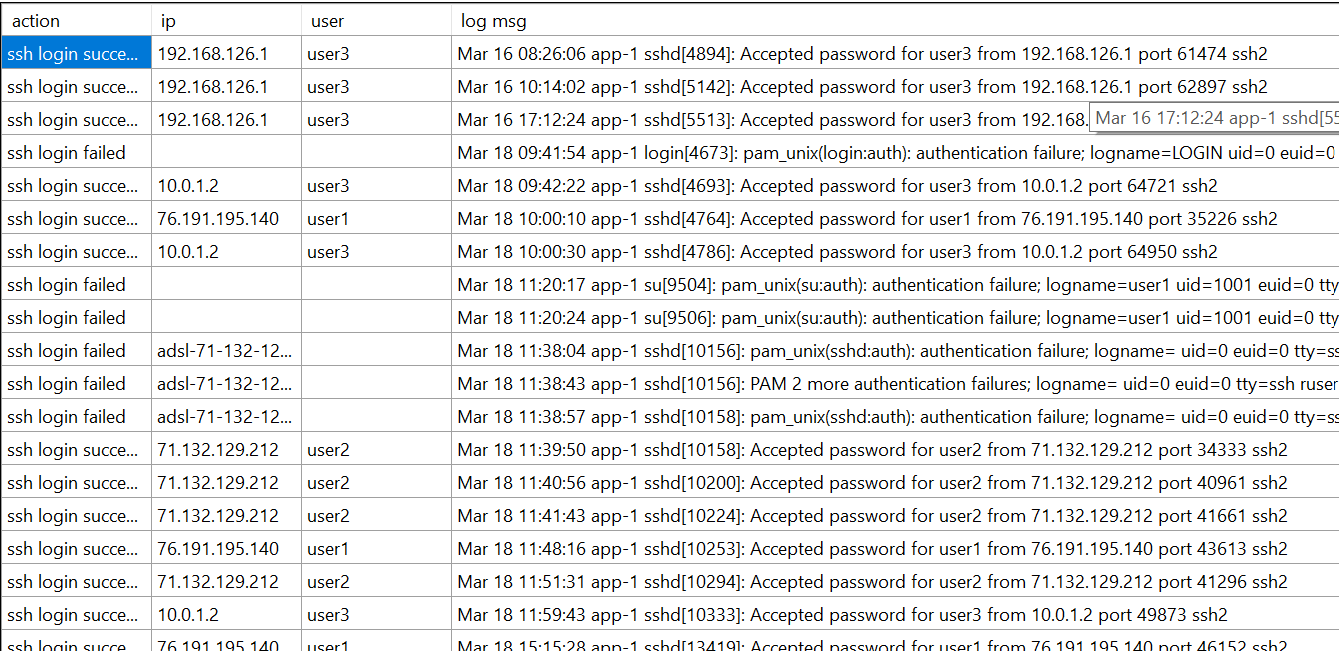 action ip user log msg
ssh login succe... 192.168.126.1 user3 Mar 16 08:26:06 app-1 sshd[4894]: Accepted password for user3 from 192.168.126.1 port 61474 ssh2
ssh login succe... 192.168.126.1 user3 Mar 16 10:14:02 app-1 sshd[5142]: Accepted password for user3 from 192.168.126.1 port 62897 ssh2
ssh login succe... 192.168.126.1 user3 Mar 16 17:12:24 app-1 sshd[5513]: Accepted password for user3 from 192.168. Mar 16 17:12:24 app-1 sshd[55
ssh login failed Mar 18 09:41:54 app-1 login[4673]: pam_unix(login:auth): authentication failure; logname=LOGIN uid=0 euid=0
ssh login succe... 10.0.1.2 user3 Mar 18 09:42:22 app-1 sshd[4693]: Accepted password for user3 from 10.0.1.2 port 64721 ssh2
ssh login succe... 76.191.195.140 user1 Mar 18 10:00:10 app-1 sshd[4764]: Accepted password for user1 from 76.191.195.140 port 35226 ssh2
ssh login succe... 10.0.1.2 user3 Mar 18 10:00:30 app-1 sshd[4786]: Accepted password for user3 from 10.0.1.2 port 64950 ssh2
ssh login failed Mar 18 11:20:17 app-1 su[9504]: pam_unix(su:auth): authentication failure; logname=user1 uid=1001 euid=0 tty
ssh login failed Mar 18 11:20:24 app-1 su[9506]: pam_unix(su:auth): authentication failure; logname=user1 uid=1001 euid=0 tty
ssh login failed adsl-71-132-12... Mar 18 11:38:04 app-1 sshd[10156]: pam_unix(sshd:auth): authentication failure; logname= uid=0 euid=0 tty=ss
ssh login failed adsl-71-132-12... Mar 18 11:38:43 app-1 sshd[10156]: PAM 2 more authentication failures; logname= uid=0 euid=0 tty=ssh ruser
ssh login failed adsl-71-132-12... Mar 18 11:38:57 app-1 sshd[10158]: pam_unix(sshd:auth): authentication failure; logname= uid=0 euid=0 tty=ss
ssh login succe... 71.132.129.212 user2 Mar 18 11:39:50 app-1 sshd[10158]: Accepted password for user2 from 71.132.129.212 port 34333 ssh2
ssh login succe... 71.132.129.212 user2 Mar 18 11:40:56 app-1 sshd[10200]: Accepted password for user2 from 71.132.129.212 port 40961 ssh2
ssh login succe... 71.132.129.212 user2 Mar 18 11:41:43 app-1 sshd[10224]: Accepted password for user2 from 71.132.129.212 port 41661 ssh2
ssh login succe... 76.191.195.140 user1 Mar 18 11:48:16 app-1 sshd[10253]: Accepted password for user1 from 76.191.195.140 port 43613 ssh2
ssh login succe... 71.132.129.212 user2 Mar 18 11:51:31 app-1 sshd[10294]: Accepted password for user2 from 71.132.129.212 port 41296 ssh2
ssh login succe... 10.0.1.2 user3 Mar 18 11:59:43 app-1 sshd[10333]: Accepted password for user3 from 10.0.1.2 port 49873 ssh2
ssh login succe... 76.191.195.140 user1 Mar 18 15:15:28 app-1 sshd[13419]: Accepted password for user1 from 76.191.195.140 port 46152 ssh2